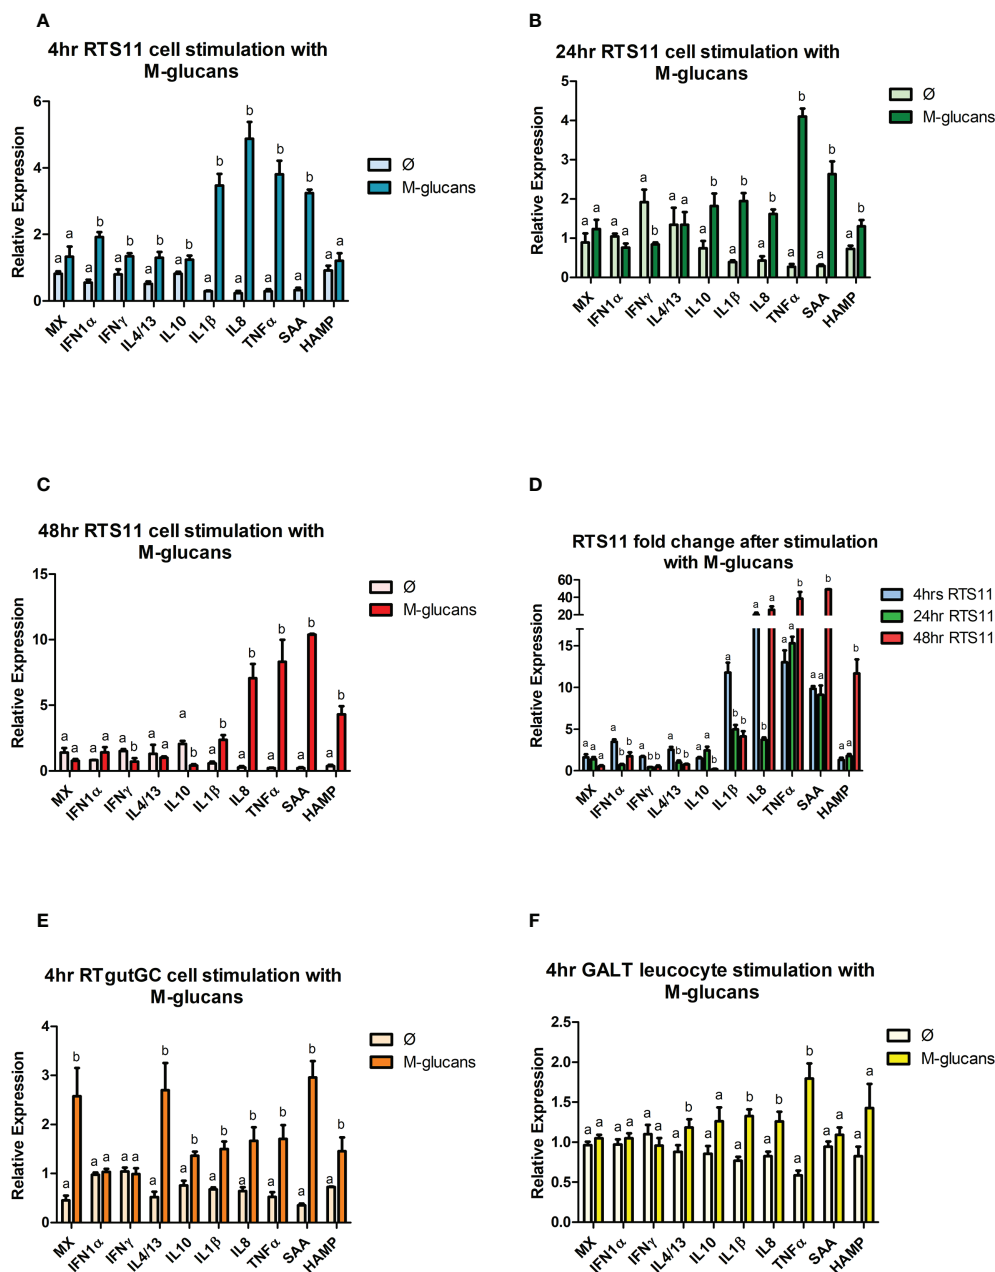 A
4hr RTS11 cell stimulation with
M-glucans
Relative Expression
6
4
2
0
a a a b a b a b a b a b a b a b a b a a
Ø
M-glucans
MX IFN1α IFNγ IL4/13 IL10 IL1β IL8 TNFα SAA HAMP
B
24hr RTS11 cell stimulation with
M-glucans
Relative Expression
5
4
3
2
1
0
a a a a a b a a a b a b a b a b a b a b
Ø
M-glucans
MX IFN1α IFNγ IL4/13 IL10 IL1β IL8 TNFα SAA HAMP
C
48hr RTS11 cell stimulation with
M-glucans
Relative Expression
15
10
5
0
a a a a a b a a a b a b a b a b a b a b
Ø
M-glucans
MX IFN1α IFNγ IL4/13 IL10 IL1β IL8 TNFα SAA HAMP
D
RTS11 fold change after stimulation
with M-glucans
Relative Expression
60
40
20
15
10
5
0
a a a a b b a b b a b b a a b a b b a b a a a b a a b a a b
4hrs RTS11
24hr RTS11
48hr RTS11
MX IFN1α IFNγ IL4/13 IL10 IL1β IL8 TNFα SAA HAMP
E
4hr RTgutGC cell stimulation with
M-glucans
Relative Expression
4
3
2
1
0
a b a a a a a b a b a b a b a b a b a b
Ø
M-glucans
MX IFN1α IFNγ IL4/13 IL10 IL1β IL8 TNFα SAA HAMP
F
4hr GALT leucocyte stimulation with
M-glucans
Relative Expression
2.5
2.0
1.5
1.0
0.5
0.0
a a a a a a a b a a a b a b a b a a a a
Ø
M-glucans
MX IFN1α IFNγ IL4/13 IL10 IL1β IL8 TNFα SAA HAMP